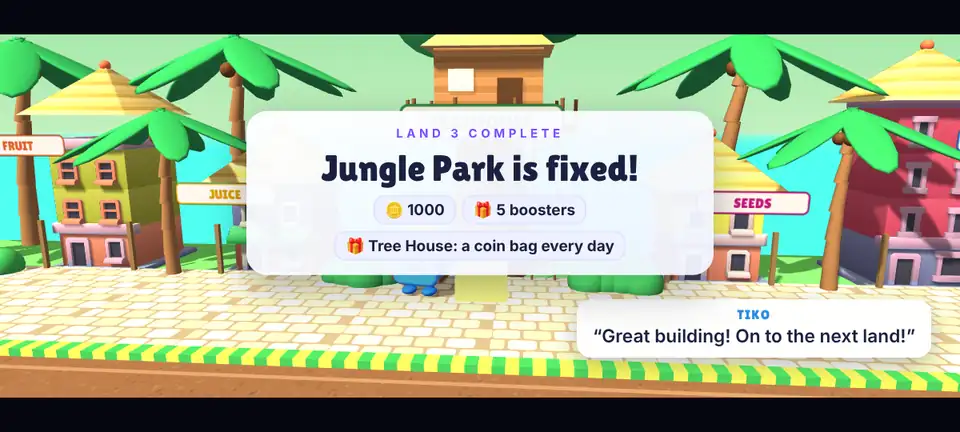 FRUIT
JUICE
LAND 3 COMPLETE
Jungle Park is fixed!
1000
5 boosters
Tree House: a coin bag every day
SEEDS
TIKO
“Great building! On to the next land!”